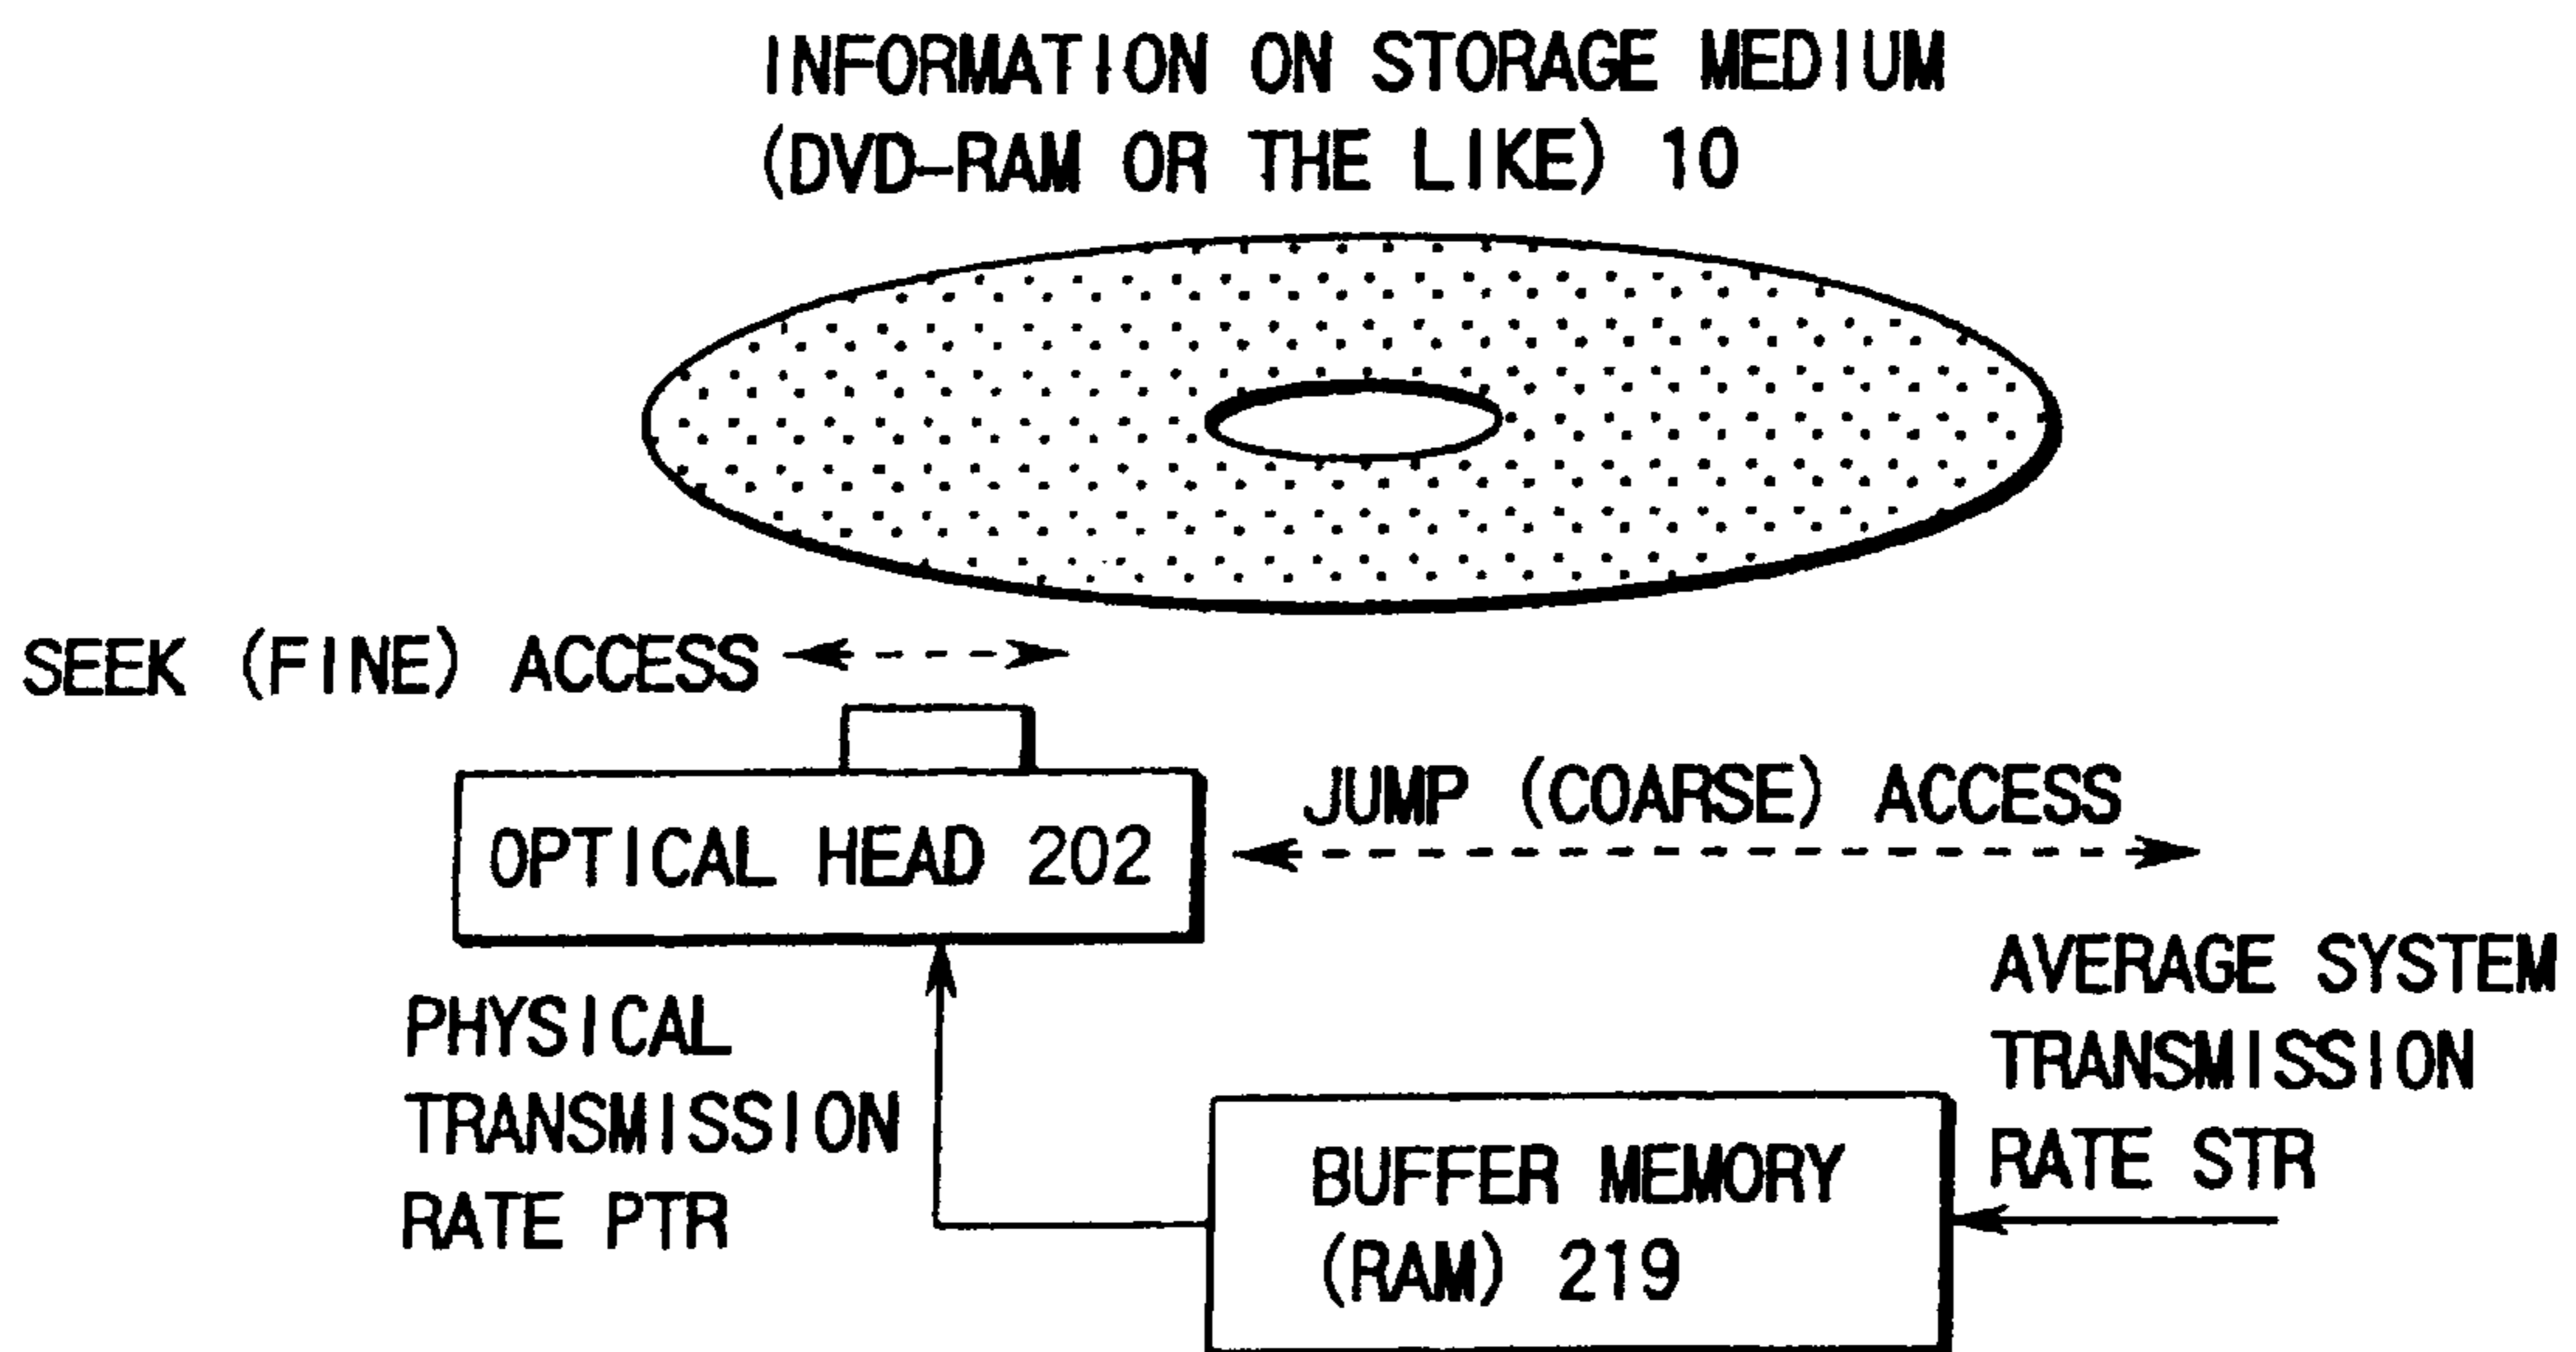 INFORMATION ON STORAGE MEDIUM
(DVD-RAM OR THE LIKE) 10
SEEK (FINE) ACCESS
OPTICAL HEAD 202
JUMP (COARSE) ACCESS
PHYSICAL
TRANSMISSION
RATE PTR
AVERAGE SYSTEM
TRANSMISSION
RATE STR
BUFFER MEMORY
(RAM) 219